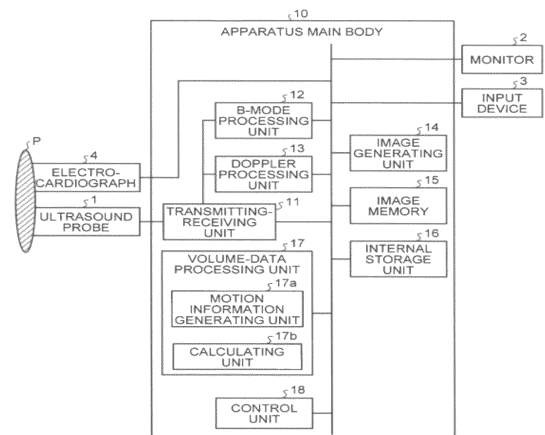 10
APPARATUS MAIN BODY
2
MONITOR
3
INPUT
DEVICE
12
B-MODE
PROCESSING
UNIT
14
IMAGE
GENERATING
UNIT
P
4
ELECTRO-
CARDIOGRAPH
13
DOPPLER
PROCESSING
UNIT
15
IMAGE
MEMORY
1
ULTRASOUND
PROBE
11
TRANSMITTING-
RECEIVING
UNIT
16
INTERNAL
STORAGE
UNIT
17
VOLUME-DATA
PROCESSING UNIT
17a
MOTION
INFORMATION
GENERATING UNIT
17b
CALCULATING
UNIT
18
CONTROL
UNIT